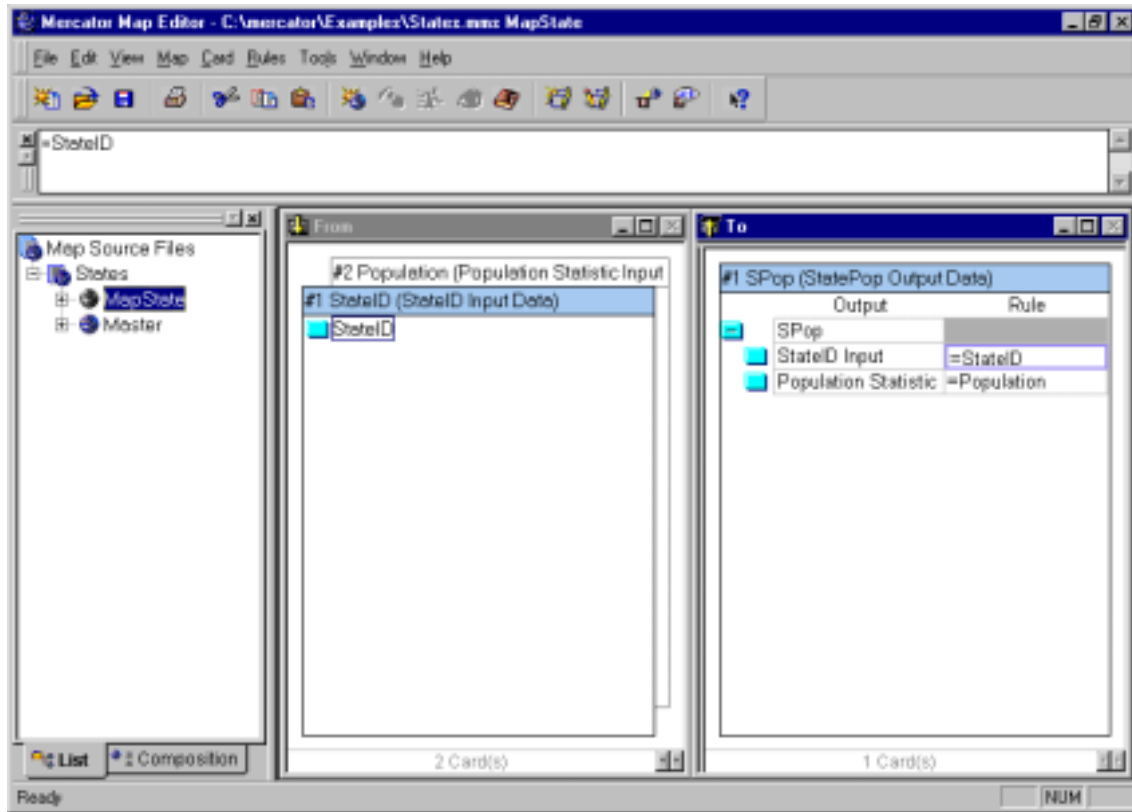 Mercator Map Editor - C:\mercator\Examples\States.mms MapState
File Edit View Map Card Rules Tools Window Help
=StateID
Map Source Files
States
MapState
Master
List
Composition
From
#2 Population (Population Statistic Input
#1 StateID (StateID Input Data)
StateID
2 Card(s)
To
#1 SPop (StatePop Output Data)
Output Rule
SPop
StateID Input =StateID
Population Statistic =Population
1 Card(s)
Ready NUM